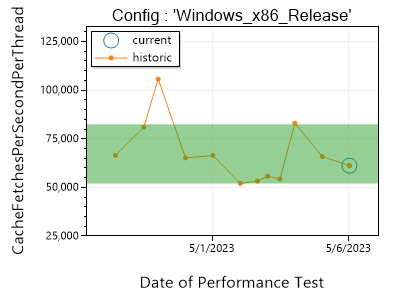 Config : 'Windows_x86_Release'
CacheFetchesPerSecondPerThread
125,000
100,000
75,000
50,000
25,000
current
historic
5/1/2023
5/6/2023
Date of Performance Test